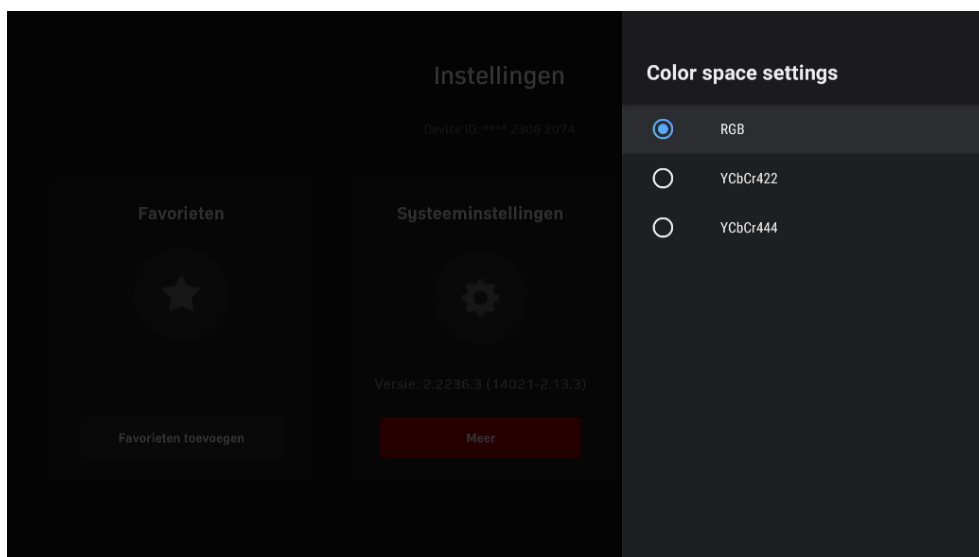 Instellingen
Device ID: **** 2306 2074
Favorieten
Favorieten toevoegen
Systeeminstellingen
Versie: 2.2236.3 (14021-2.13.3)
Meer
Color space settings
RGB
YCbCr422
YCbCr444